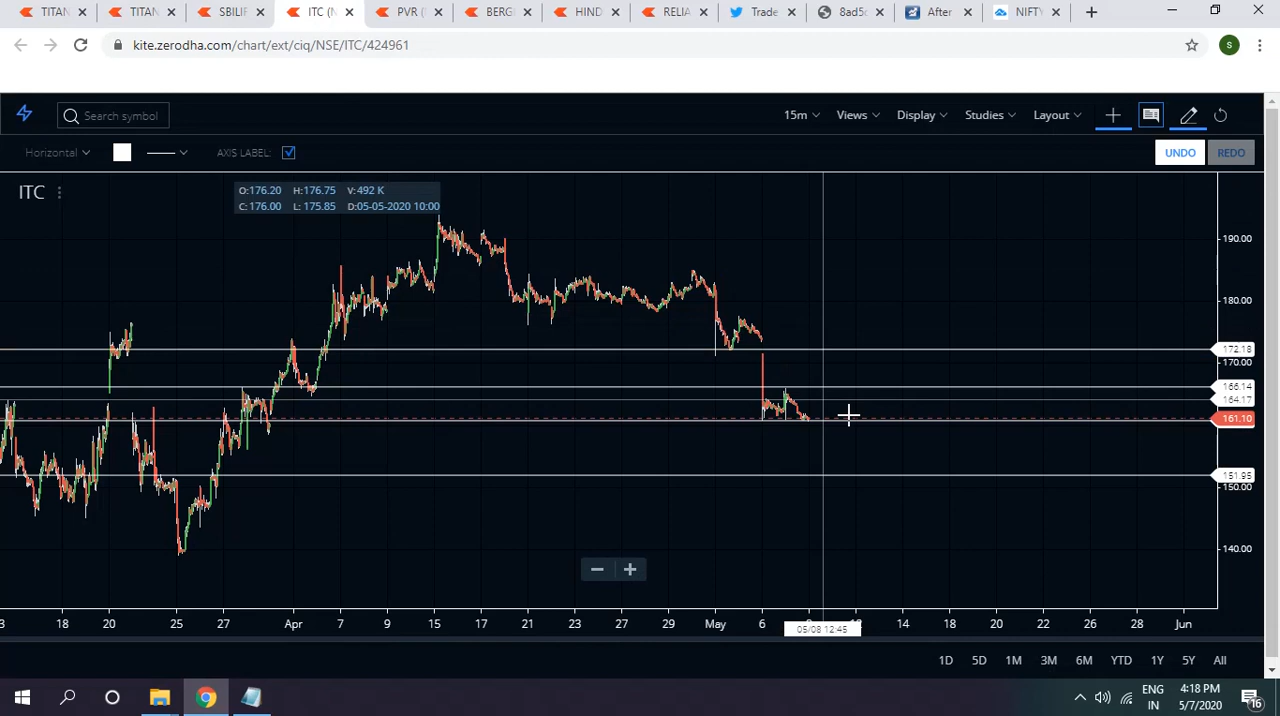 TITAN × TITAN × SBILIF × ITC (N × PVR ( × BERG × HIND × RELIA × Trade × 8ad5c × After × NIFTY × +
kite.zerodha.com/chart/ext/ciq/NSE/ITC/424961 S
Search symbol 15m Views Display Studies Layout
Horizontal AXIS LABEL: UNDO REDO
ITC
O:176.20 H:176.75 V:492 K
C:176.00 L: 175.85 D:05-05-2020 10:00
190.00
180.00
172.18
170.00
166.14
164.17
161.10
151.95
150.00
140.00
3 18 20 25 27 Apr 7 9 15 17 21 23 27 29 May 6 12 14 18 20 22 26 28 Jun
05/08 12:45
1D 5D 1M 3M 6M YTD 1Y 5Y All
ENG 4:18 PM
IN 5/7/2020 16